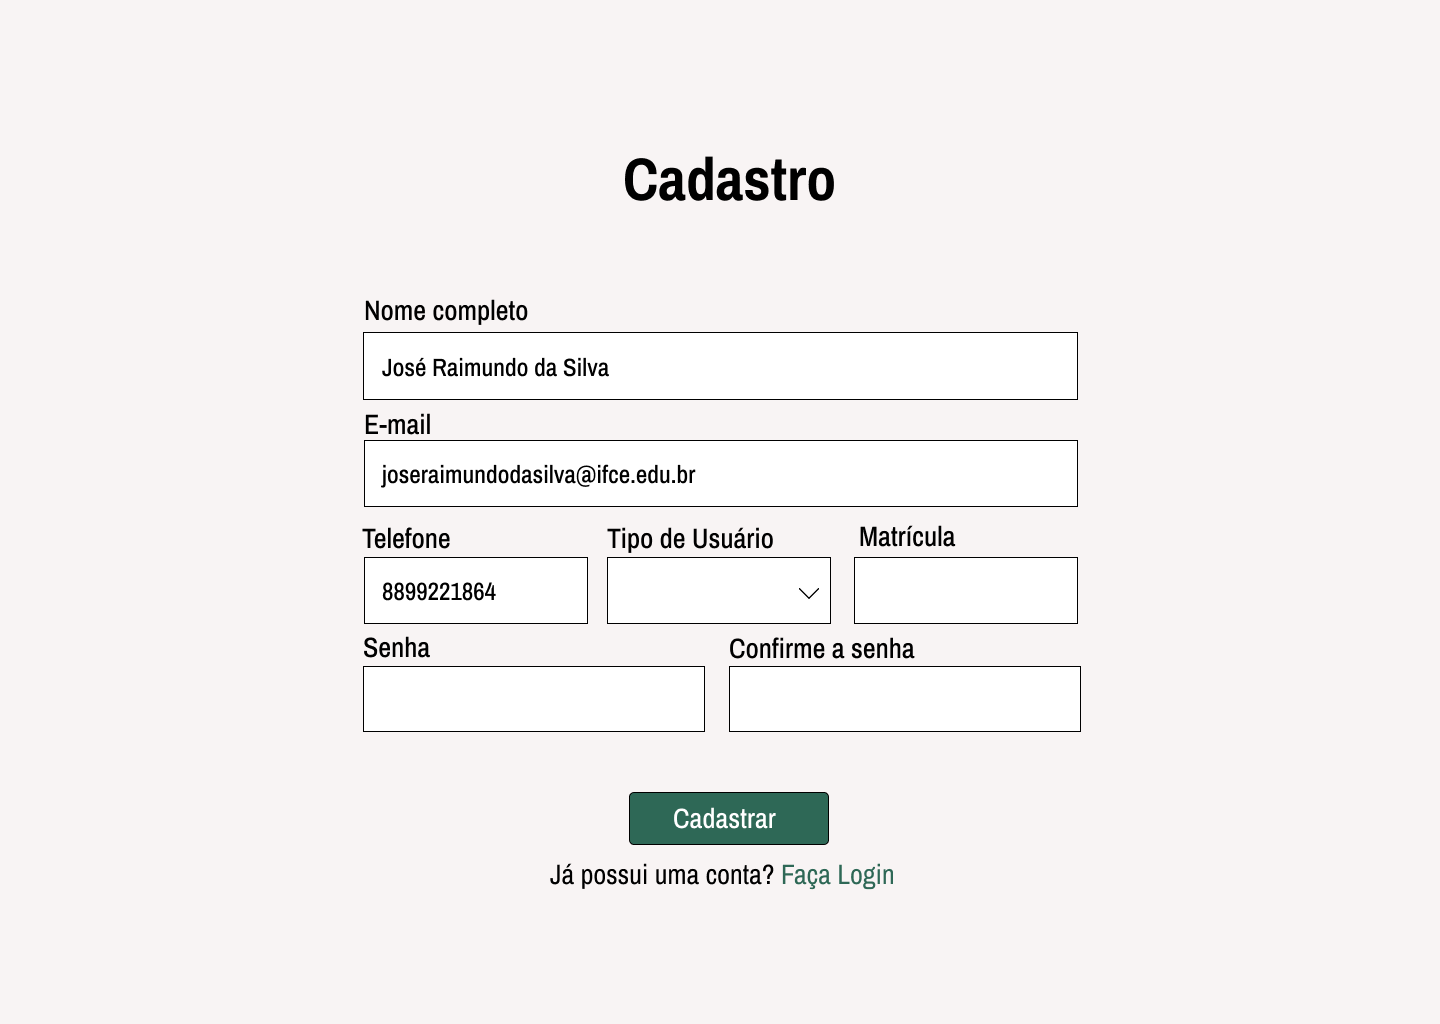 Cadastro
Nome completo
José Raimundo da Silva
E-mail
joseraimundodasilva@ifce.edu.br
Telefone
Tipo de Usuário
Matrícula
8899221864
Senha
Confirme a senha
Cadastrar
Já possui uma conta? Faça Login